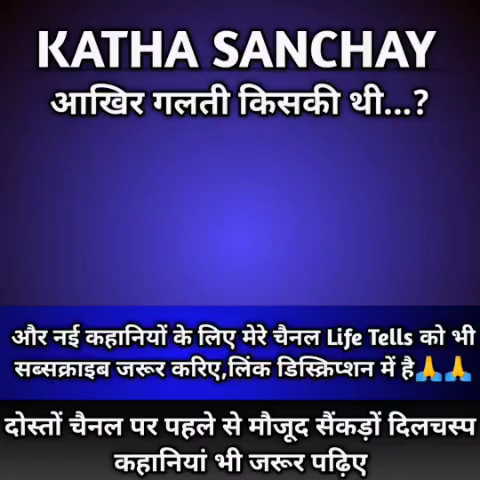 KATHA SANCHAY
आखिर गलती किसकी थी...?
और नई कहानियों के लिए मेरे चैनल Life Tells को भी
सब्सक्राइब जरूर करिए,लिंक डिस्क्रिप्शन में है🙏🙏
दोस्तों चैनल पर पहले से मौजूद सैंकड़ों दिलचस्प
कहानियां भी जरूर पढ़िए